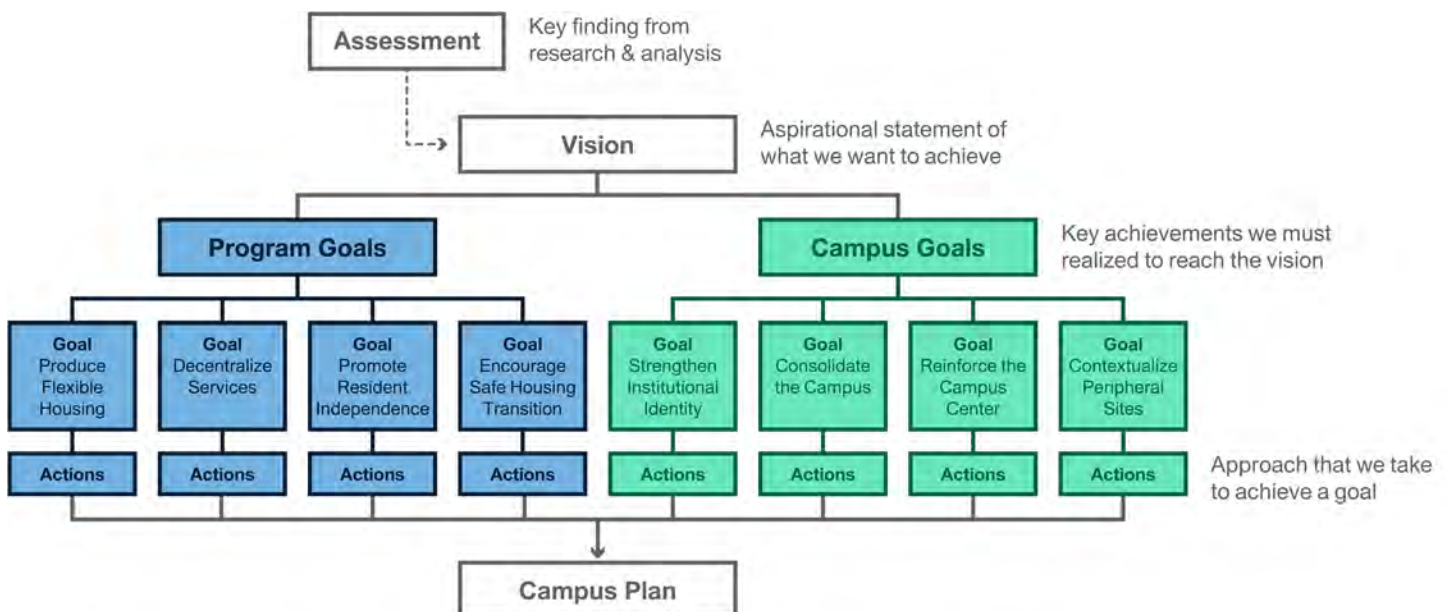 Assessment
Key finding from
research & analysis
Vision
Aspirational statement of
what we want to achieve
Program Goals
Campus Goals
Key achievements we must
realized to reach the vision
Goal
Produce
Flexible
Housing
Goal
Decentralize
Services
Goal
Promote
Resident
Independence
Goal
Encourage
Safe Housing
Transition
Goal
Strengthen
Institutional
Identity
Goal
Consolidate
the Campus
Goal
Reinforce the
Campus
Center
Goal
Contextualize
Peripheral
Sites
Actions
Actions
Actions
Actions
Actions
Actions
Actions
Actions
Approach that we take
to achieve a goal
Campus Plan